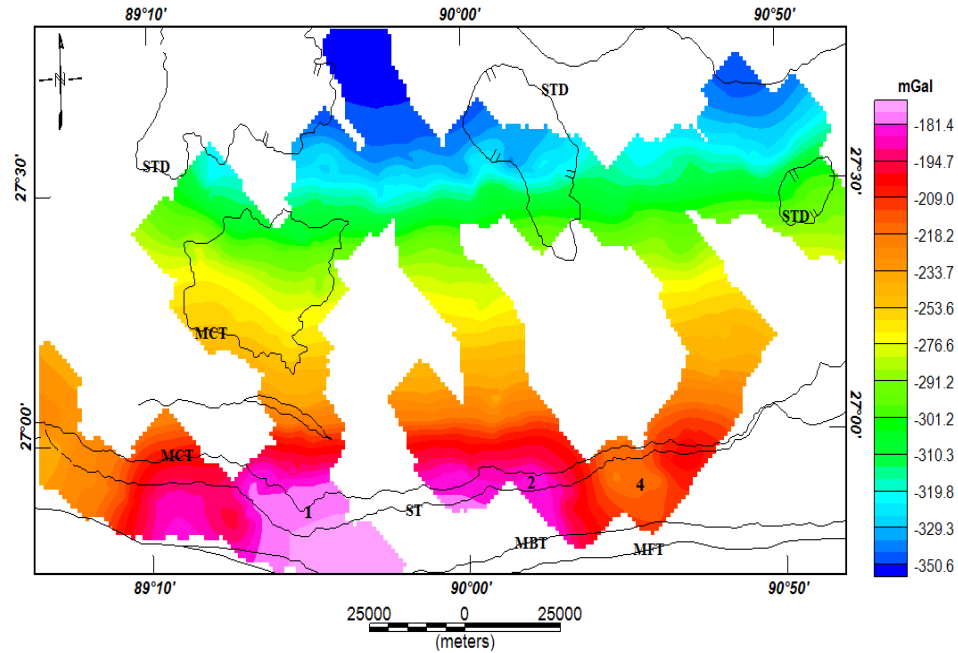 89°10'
90°00'
90°50'
N
mGal
-181.4
-194.7
-209.0
-218.2
-233.7
-253.6
-276.6
-291.2
-301.2
-310.3
-319.8
-329.3
-350.6
27°30'
27°30'
27°00'
27°00'
STD
STD
STD
MCT
MCT
1
2
4
ST
MBT
MFT
89°10'
90°00'
90°50'
25000 0 25000
(meters)